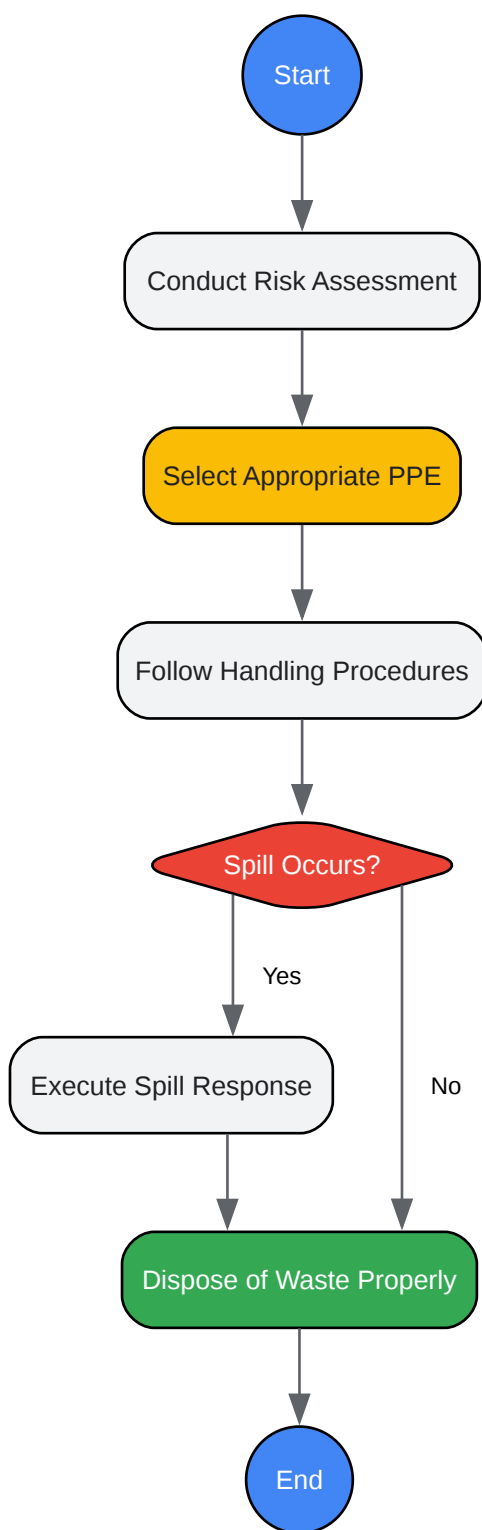 Start
Conduct Risk Assessment
Select Appropriate PPE
Follow Handling Procedures
Spill Occurs?
Yes
Execute Spill Response
No
Dispose of Waste Properly
End